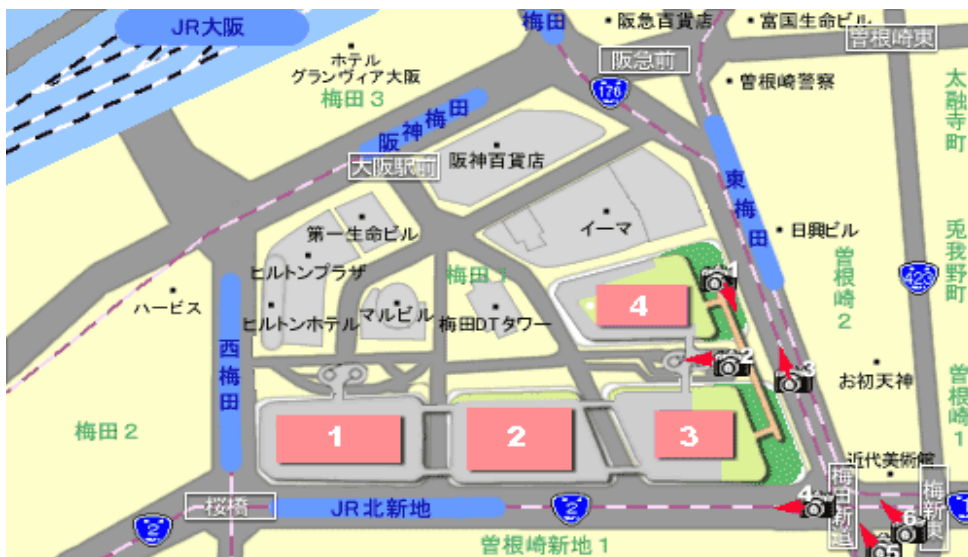 JR大阪
梅田
阪急百貨店
富国生命ビル
曽根崎東
ホテル
グランヴィア大阪
阪急前
176
曽根崎警察
太融寺町
梅田3
阪神梅田
大阪駅前
阪神百貨店
東梅田
第一生命ビル
イーマ
日興ビル
兎我野町
ヒルトンプラザ
梅田1
曽根崎2
423
ハービス
ヒルトンホテル
マルビル
梅田DTタワー
4
1
西梅田
2
3
お初天神
梅田2
1
2
3
曽根崎1
近代美術館
桜橋
JR北新地
2
4
梅田新道
梅新東
2
6
5
曽根崎新地1